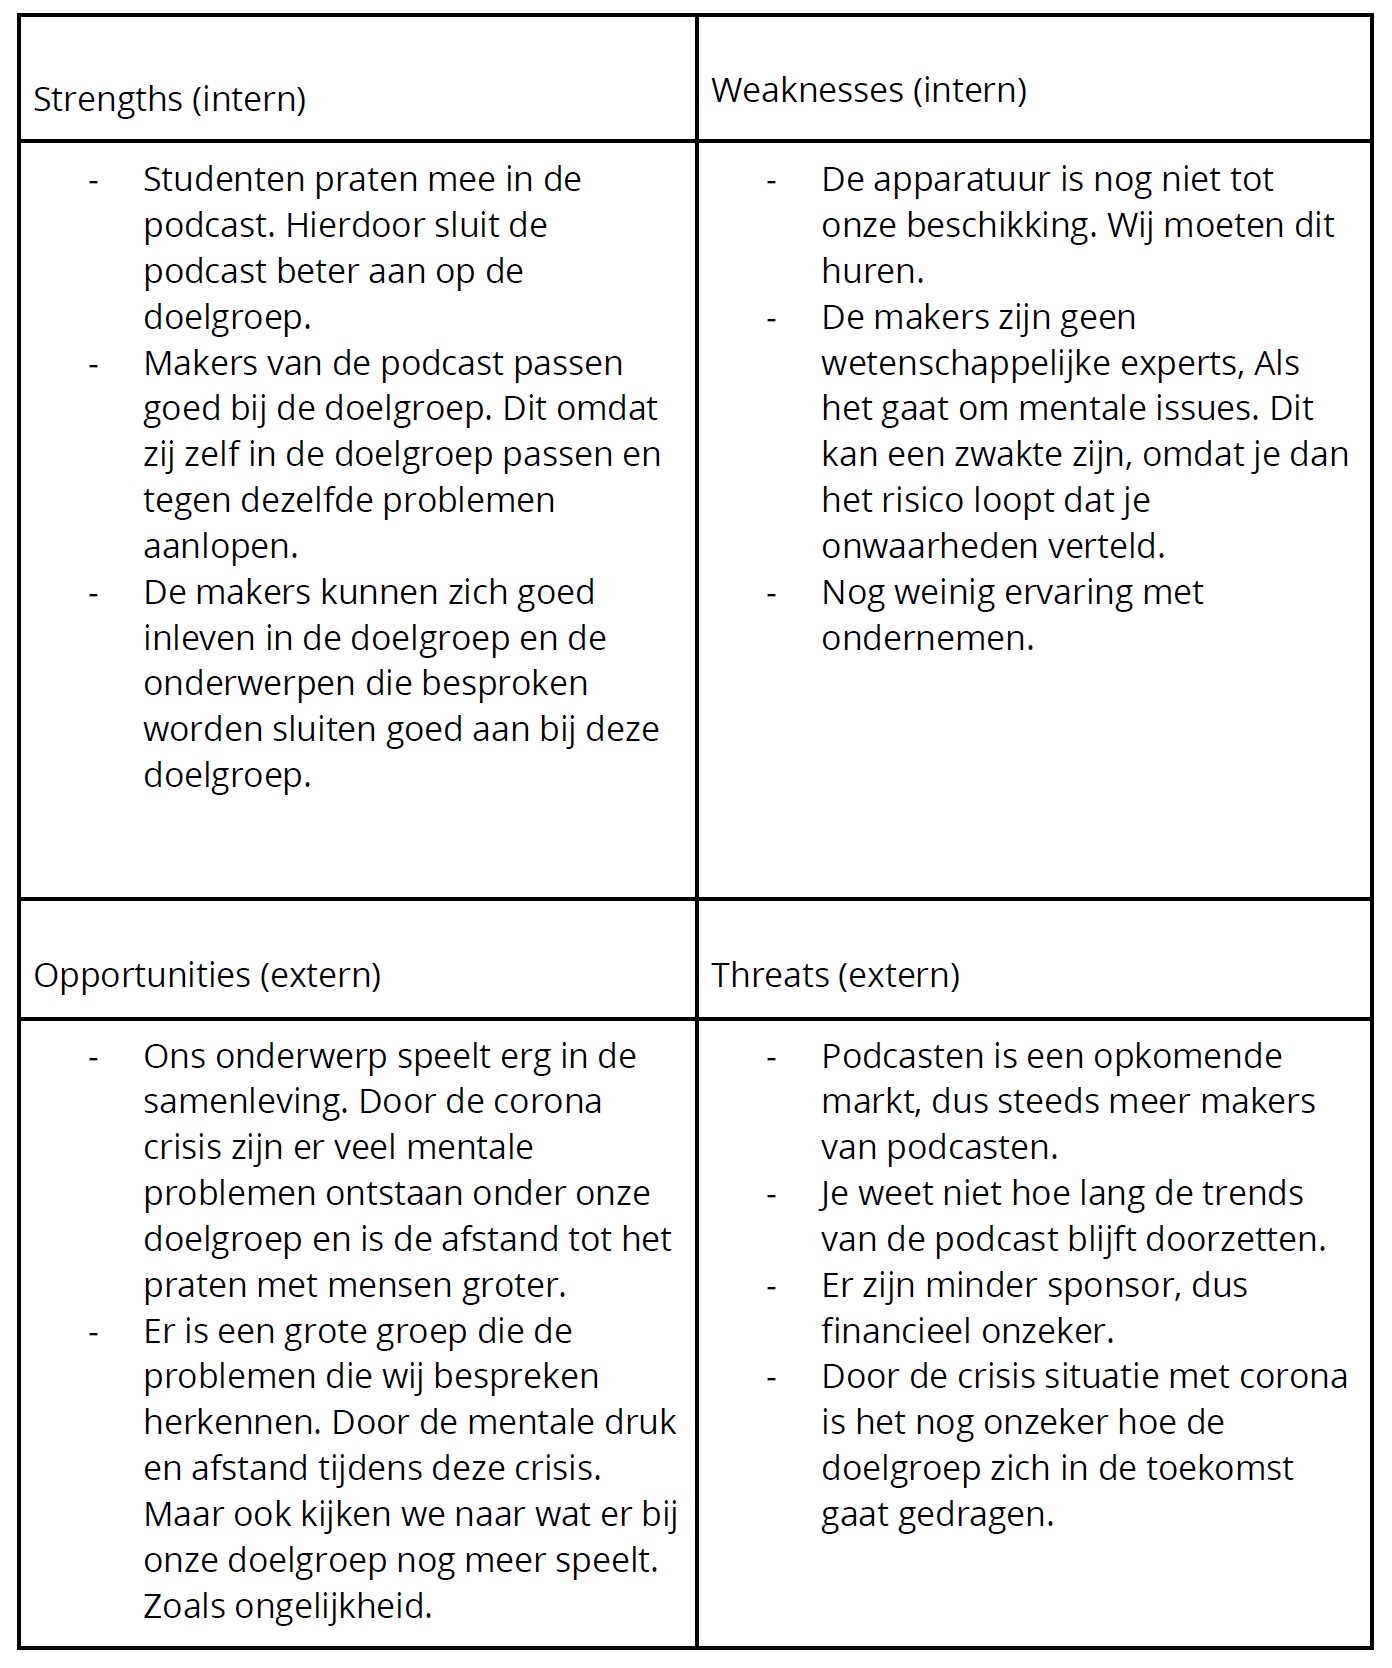 Strengths (intern)
Weaknesses (intern)
- Studenten praten mee in de
podcast. Hierdoor sluit de
podcast beter aan op de
doelgroep.
- Makers van de podcast passen
goed bij de doelgroep. Dit omdat
zij zelf in de doelgroep passen en
tegen dezelfde problemen
aanlopen.
- De makers kunnen zich goed
inleven in de doelgroep en de
onderwerpen die besproken
worden sluiten goed aan bij deze
doelgroep.
- De apparatuur is nog niet tot
onze beschikking. Wij moeten dit
huren.
- De makers zijn geen
wetenschappelijke experts, Als
het gaat om mentale issues. Dit
kan een zwakte zijn, omdat je dan
het risico loopt dat je
onwaarheden verteld.
- Nog weinig ervaring met
ondernemen.
Opportunities (extern)
Threats (extern)
- Ons onderwerp speelt erg in de
samenleving. Door de corona
crisis zijn er veel mentale
problemen ontstaan onder onze
doelgroep en is de afstand tot het
praten met mensen groter.
- Er is een grote groep die de
problemen die wij bespreken
herkennen. Door de mentale druk
en afstand tijdens deze crisis.
Maar ook kijken we naar wat er bij
onze doelgroep nog meer speelt.
Zoals ongelijkheid.
- Podcasten is een opkomende
markt, dus steeds meer makers
van podcasten.
- Je weet niet hoe lang de trends
van de podcast blijft doorzetten.
- Er zijn minder sponsor, dus
financieel onzeker.
- Door de crisis situatie met corona
is het nog onzeker hoe de
doelgroep zich in de toekomst
gaat gedragen.